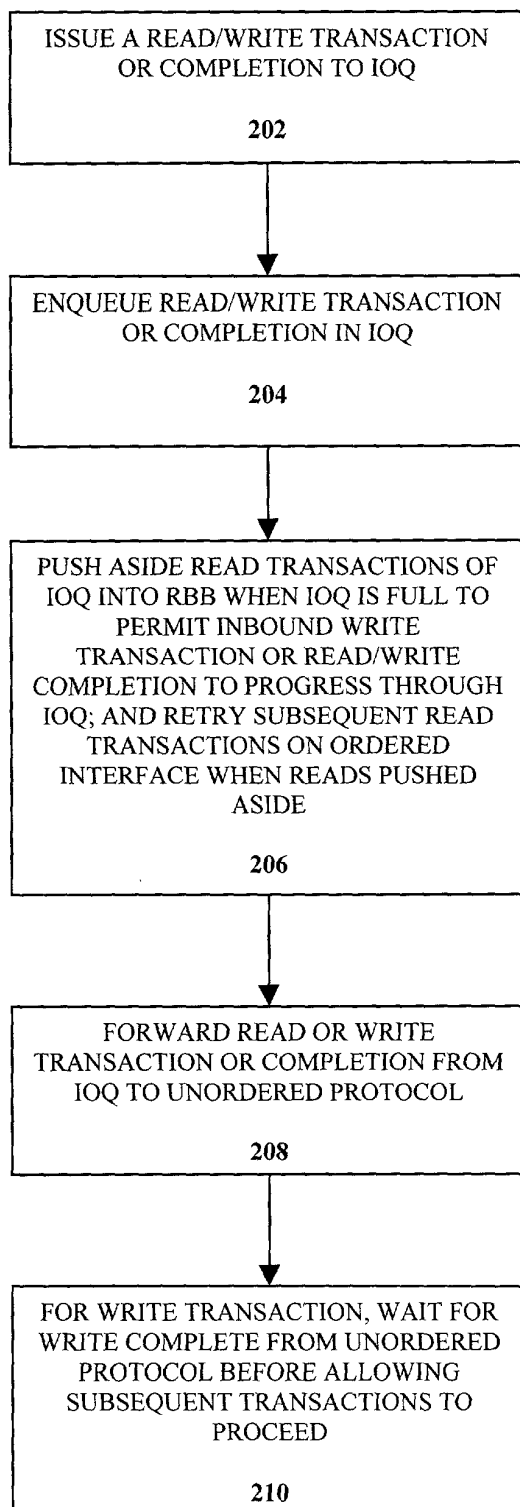 ISSUE A READ/WRITE TRANSACTION
OR COMPLETION TO IOQ
202
ENQUEUE READ/WRITE TRANSACTION
OR COMPLETION IN IOQ
204
PUSH ASIDE READ TRANSACTIONS OF
IOQ INTO RBB WHEN IOQ IS FULL TO
PERMIT INBOUND WRITE
TRANSACTION OR READ/WRITE
COMPLETION TO PROGRESS THROUGH
IOQ; AND RETRY SUBSEQUENT READ
TRANSACTIONS ON ORDERED
INTERFACE WHEN READS PUSHED
ASIDE
206
FORWARD READ OR WRITE
TRANSACTION OR COMPLETION FROM
IOQ TO UNORDERED PROTOCOL
208
FOR WRITE TRANSACTION, WAIT FOR
WRITE COMPLETE FROM UNORDERED
PROTOCOL BEFORE ALLOWING
SUBSEQUENT TRANSACTIONS TO
PROCEED
210